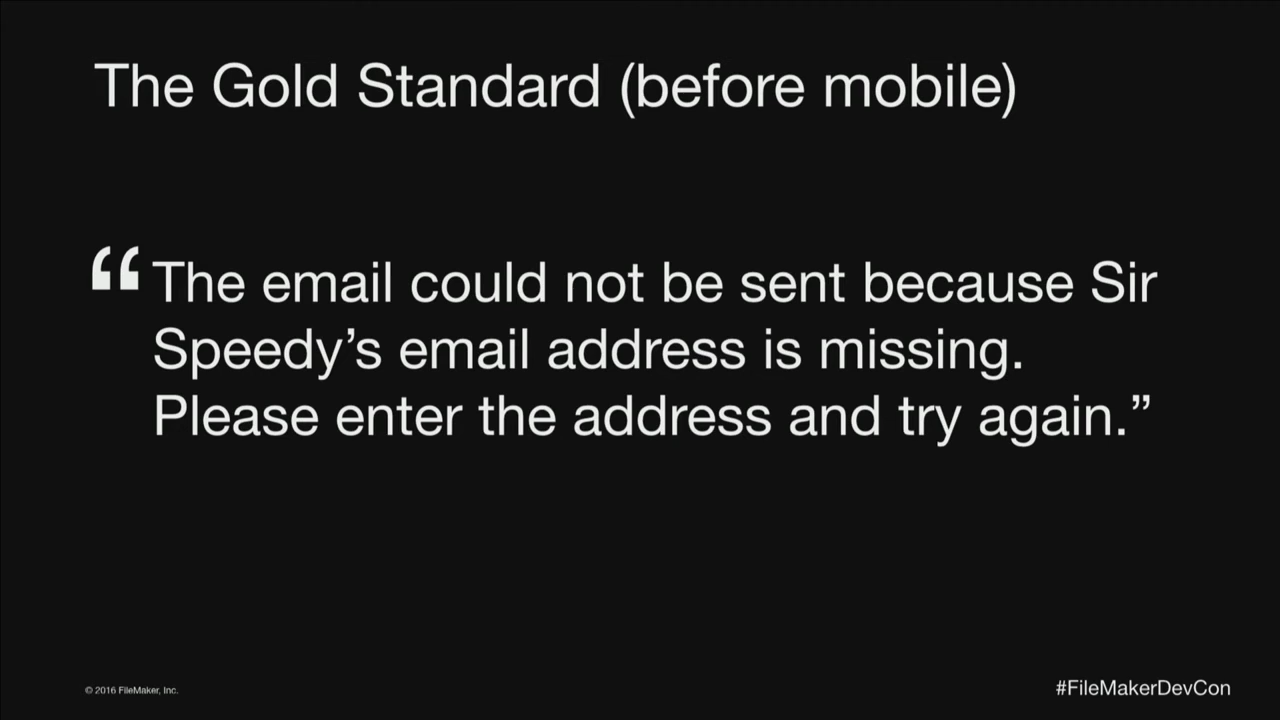 The Gold Standard (before mobile)
“The email could not be sent because Sir
Speedy’s email address is missing.
Please enter the address and try again.”
© 2016 FileMaker, Inc.
#FileMakerDevCon